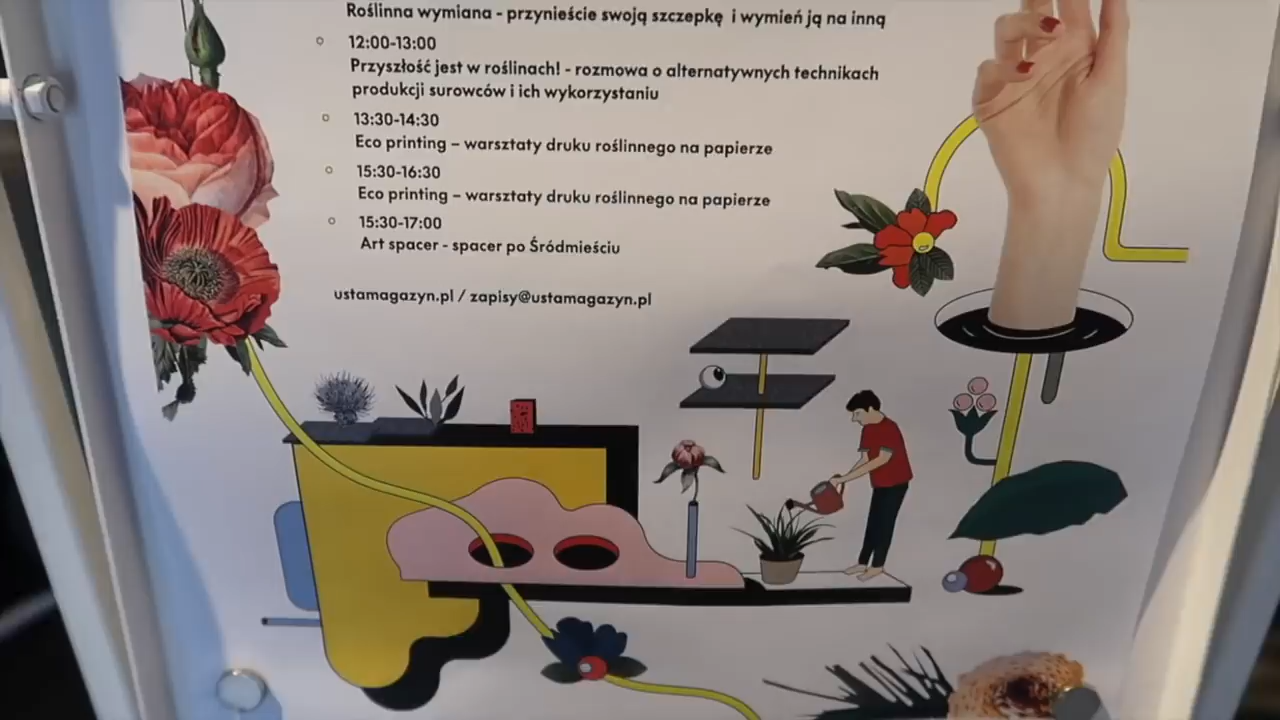 Roślinna wymiana - przynieście swoją szczepkę i wymień ją na inną
12:00-13:00
Przyszłość jest w roślinach! - rozmowa o alternatywnych technikach
produkcji surowców i ich wykorzystaniu
13:30-14:30
Eco printing – warsztaty druku roślinnego na papierze
15:30-16:30
Eco printing – warsztaty druku roślinnego na papierze
15:30-17:00
Art spacer - spacer po Śródmieściu
ustamagazyn.pl / zapisy@ustamagazyn.pl